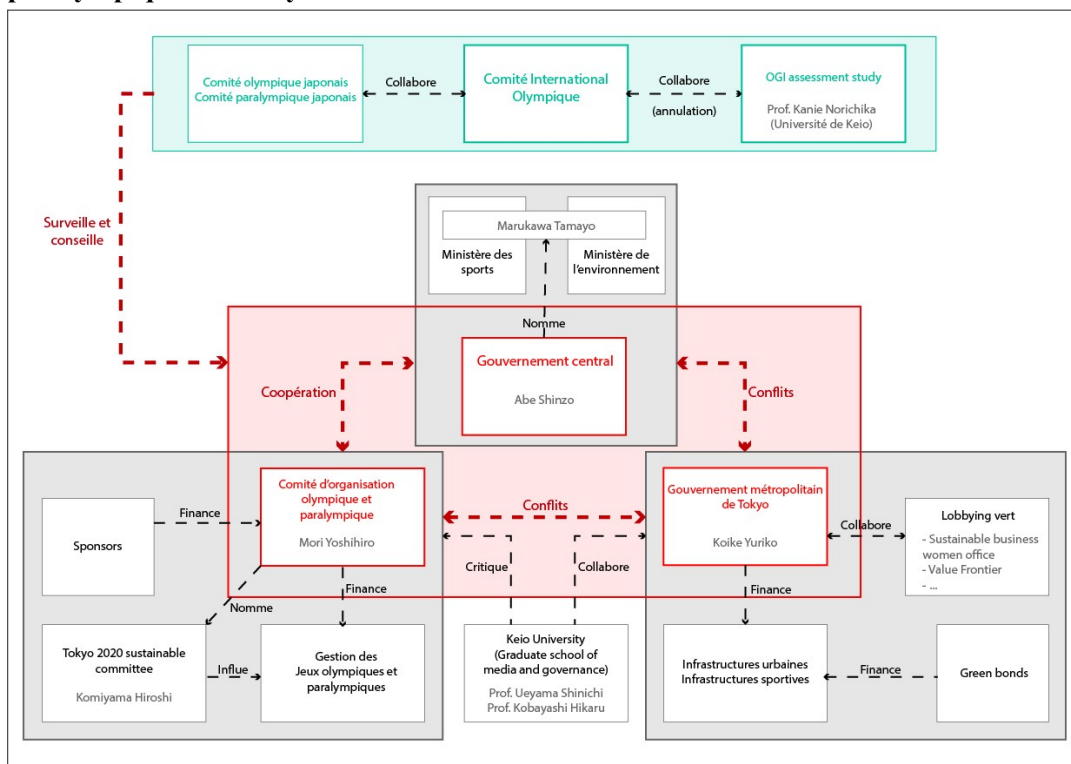 Comité olympique japonais
Comité paralympique japonais
Collabore
Comité International
Olympique
Collabore
(annulation)
OGI assessment study
Prof. Kanie Norichika
(Université de Keio)
Surveille et
conseille
Marukawa Tamayo
Ministère des
sports
Ministère de
l'environnement
Nomme
Gouvernement central
Abe Shinzo
Coopération
Conflits
Comité d'organisation
olympique et
paralympique
Mori Yoshihiro
Conflits
Gouvernement métropolitain
de Tokyo
Koike Yuriko
Sponsors
Finance
Collabore
Lobbying vert
- Sustainable business
women office
- Value Frontier
- ...
Critique
Collabore
Nomme
Finance
Finance
Tokyo 2020 sustainable
committee
Komiyama Hiroshi
Influe
Gestion des
Jeux olympiques et
paralympiques
Keio University
(Graduate school of
media and governance)
Prof. Ueyama Shinichi
Prof. Kobayashi Hikaru
Infrastructures urbaines
Infrastructures sportives
Finance
Green bonds